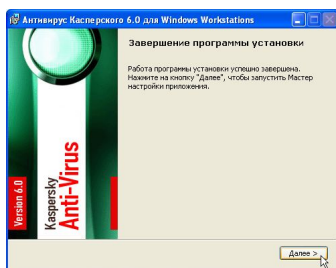 Антивирус Касперского 6.0 для Windows Workstations
Завершение программы установки
Работа программы установки успешно завершена.
Нажмите на кнопку "Далее", чтобы запустить Мастер
настройки приложения.
Version 6.0
Kaspersky
Anti-Virus
Далее >